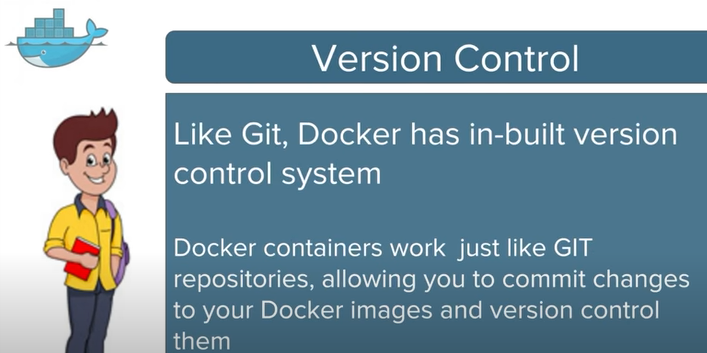 Version Control
Like Git, Docker has in-built version
control system
Docker containers work just like GIT
repositories, allowing you to commit changes
to your Docker images and version control
them